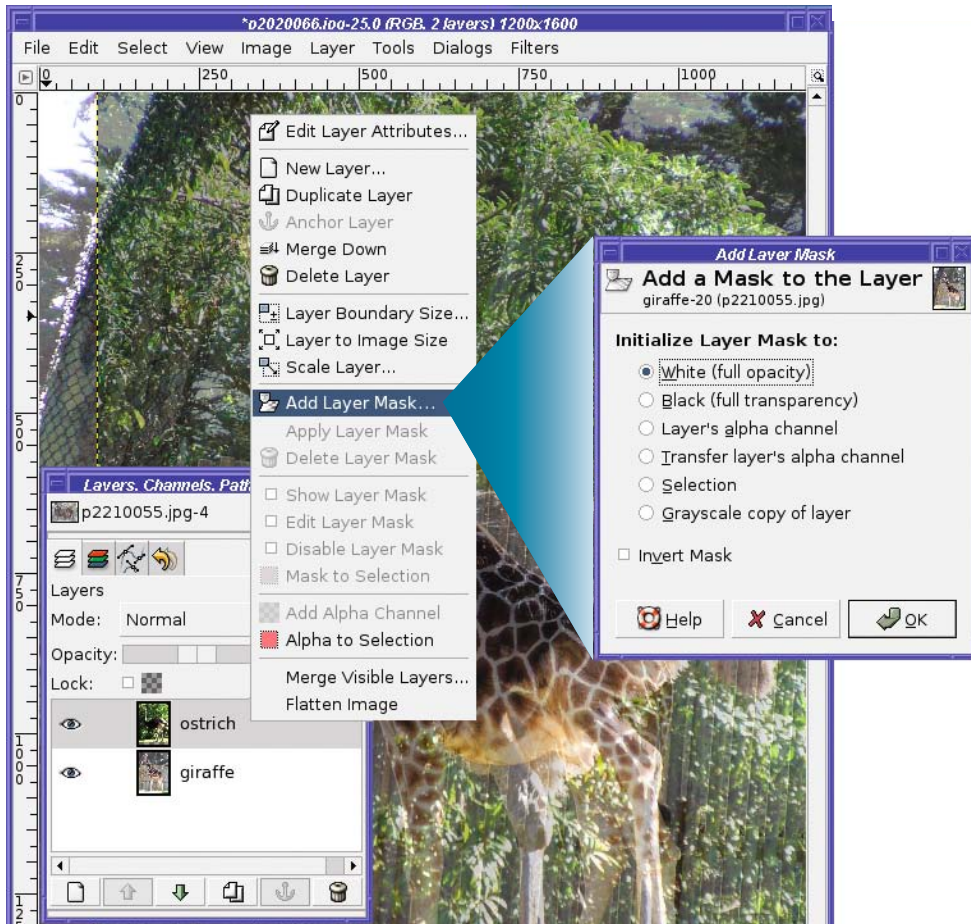 *p2020066.jpg-25.0 (RGB, 2 layers) 1200x1600
File Edit Select View Image Layer Tools Dialogs Filters
0 250 500 750 1000
0
250
500
750
1000
12
Edit Layer Attributes...
New Layer...
Duplicate Layer
Anchor Layer
Merge Down
Delete Layer
Layer Boundary Size...
Layer to Image Size
Scale Layer...
Add Layer Mask...
Apply Layer Mask
Delete Layer Mask
Show Layer Mask
Edit Layer Mask
Disable Layer Mask
Mask to Selection
Add Alpha Channel
Alpha to Selection
Merge Visible Layers...
Flatten Image
Layers, Channels, Path
p2210055.jpg-4
Layers
Mode: Normal
Opacity:
Lock:
ostrich
giraffe
Add Layer Mask
Add a Mask to the Layer
giraffe-20 (p2210055.jpg)
Initialize Layer Mask to:
White (full opacity)
Black (full transparency)
Layer's alpha channel
Transfer layer's alpha channel
Selection
Grayscale copy of layer
Invert Mask
Help Cancel OK